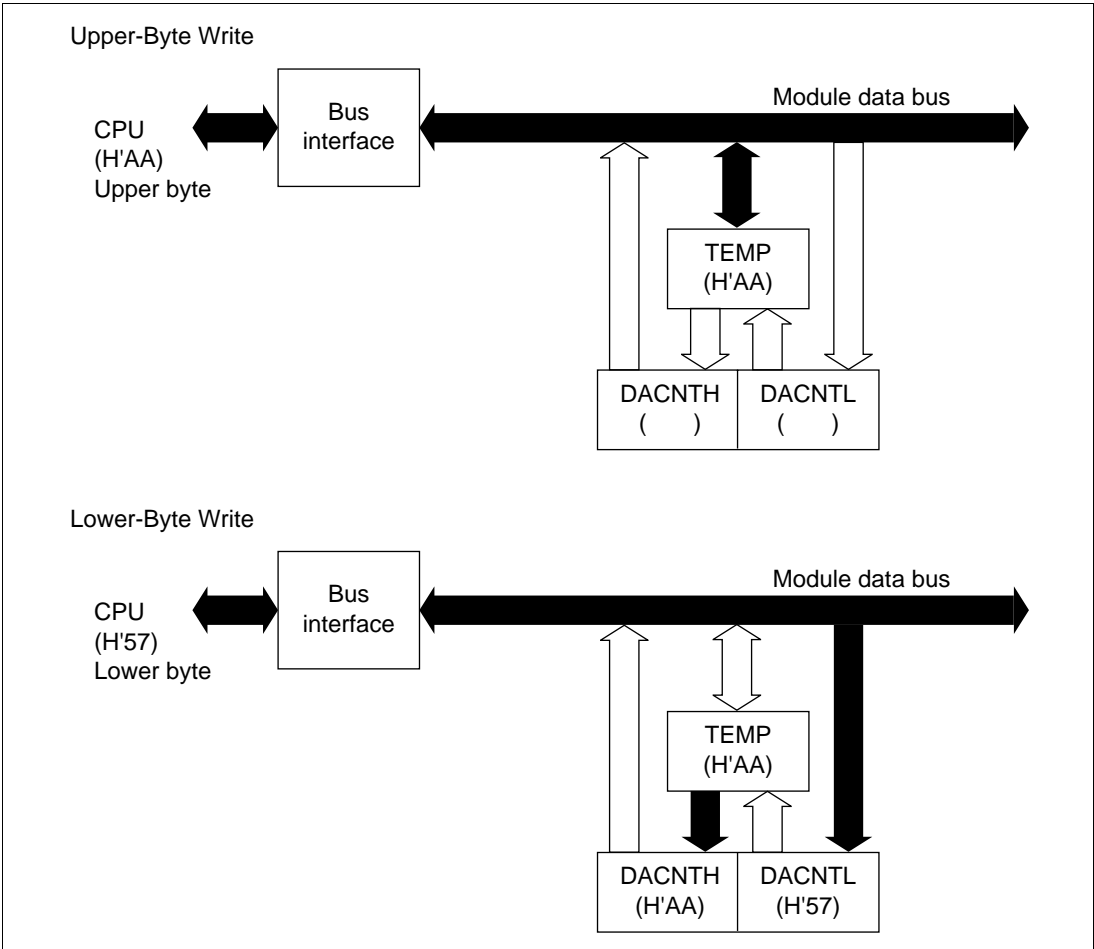 Upper-Byte Write
CPU
(H'AA)
Upper byte
Bus
interface
Module data bus
TEMP
(H'AA)
DACNTH
(    )
DACNTL
(    )
Lower-Byte Write
CPU
(H'57)
Lower byte
Bus
interface
Module data bus
TEMP
(H'AA)
DACNTH
(H'AA)
DACNTL
(H'57)